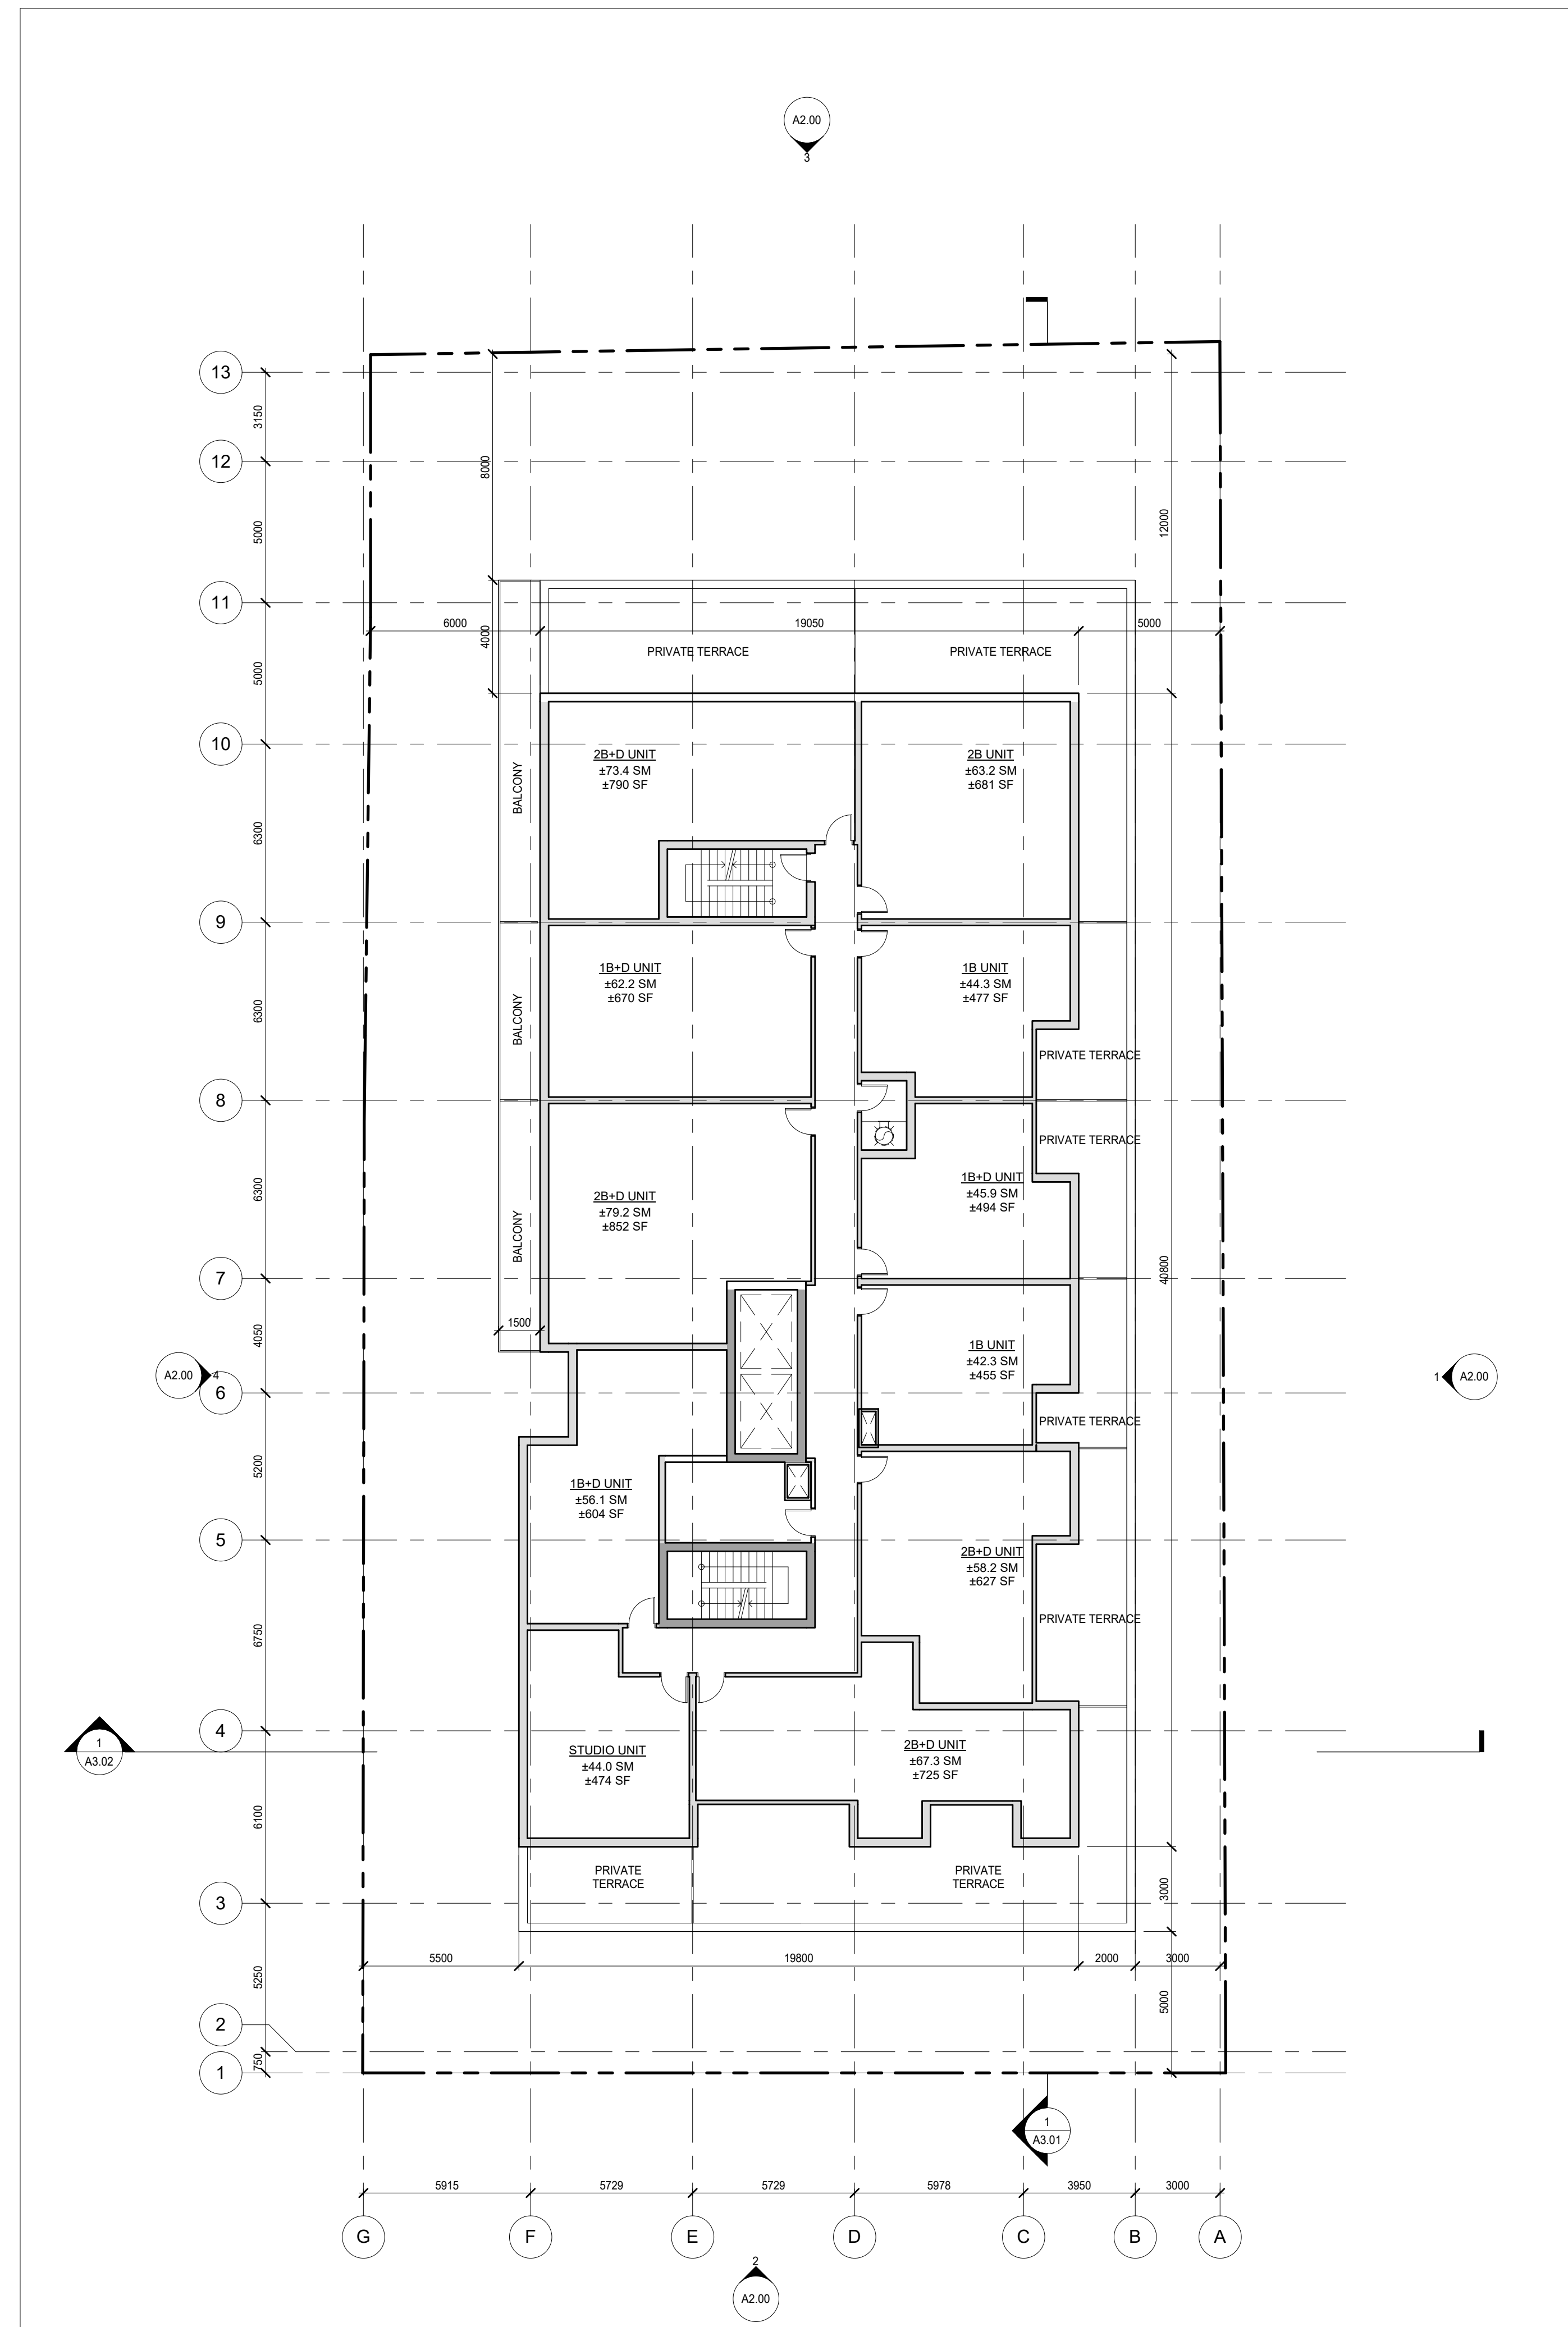 A2.00
3
13
3150
12
8000
5000
12000
11
6000
19050
5000
4000
PRIVATE TERRACE
PRIVATE TERRACE
5000
10
2B+D UNIT
±73.4 SM
±790 SF
2B UNIT
±63.2 SM
±681 SF
BALCONY
6300
9
1B+D UNIT
±62.2 SM
±670 SF
1B UNIT
±44.3 SM
±477 SF
BALCONY
6300
PRIVATE TERRACE
8
PRIVATE TERRACE
1B+D UNIT
±45.9 SM
±494 SF
2B+D UNIT
±79.2 SM
±852 SF
6300
BALCONY
40800
7
1500
4050
1B UNIT
±42.3 SM
±455 SF
A2.00
4
1
A2.00
6
PRIVATE TERRACE
5200
1B+D UNIT
±56.1 SM
±604 SF
5
2B+D UNIT
±58.2 SM
±627 SF
PRIVATE TERRACE
6750
4
1
A3.02
STUDIO UNIT
±44.0 SM
±474 SF
2B+D UNIT
±67.3 SM
±725 SF
6100
PRIVATE
TERRACE
PRIVATE
TERRACE
3000
3
5500
19800
2000
3000
5250
5000
2
750
1
1
A3.01
5915
5729
5729
5978
3950
3000
G
F
E
D
C
B
A
2
A2.00